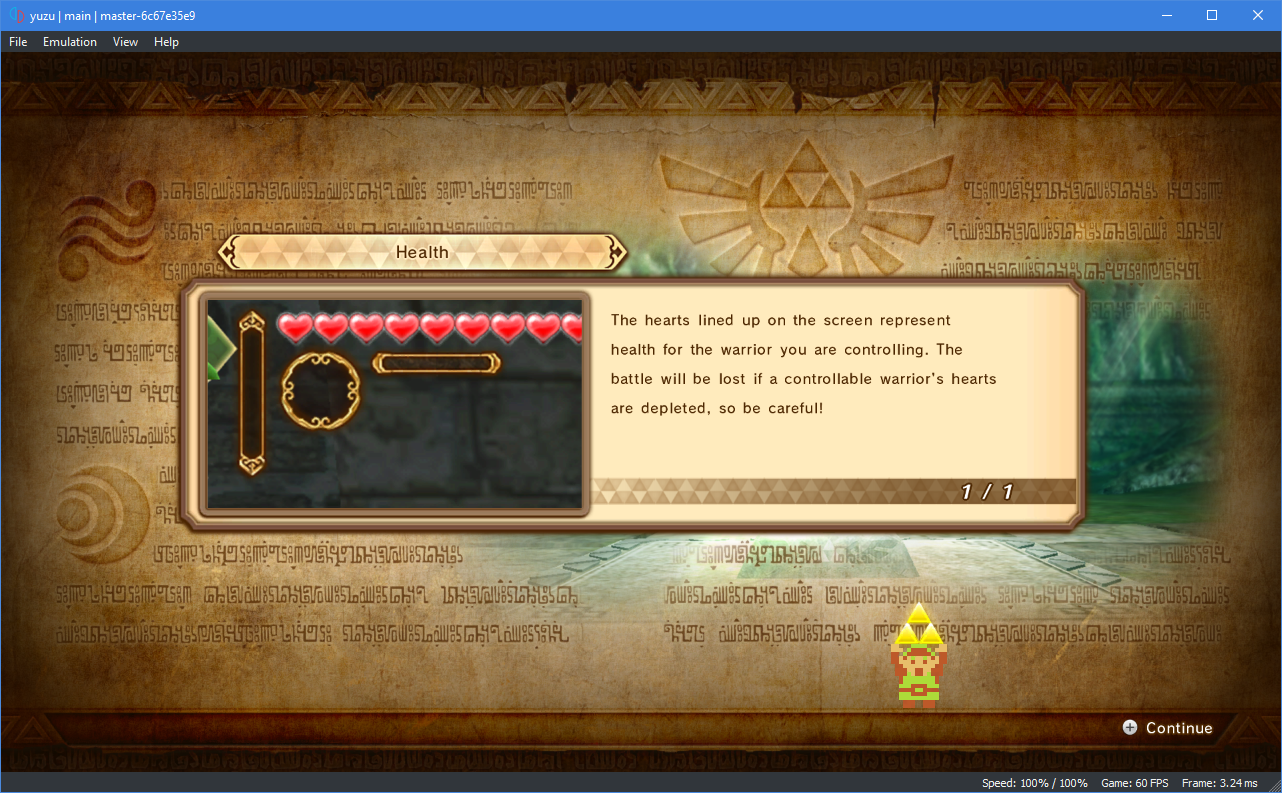 yuzu | main | master-6c67e35e9
File Emulation View Help
Health
The hearts lined up on the screen represent
health for the warrior you are controlling. The
battle will be lost if a controllable warrior's hearts
are depleted, so be careful!
1 / 1
Continue
Speed: 100% / 100% Game: 60 FPS Frame: 3.24 ms